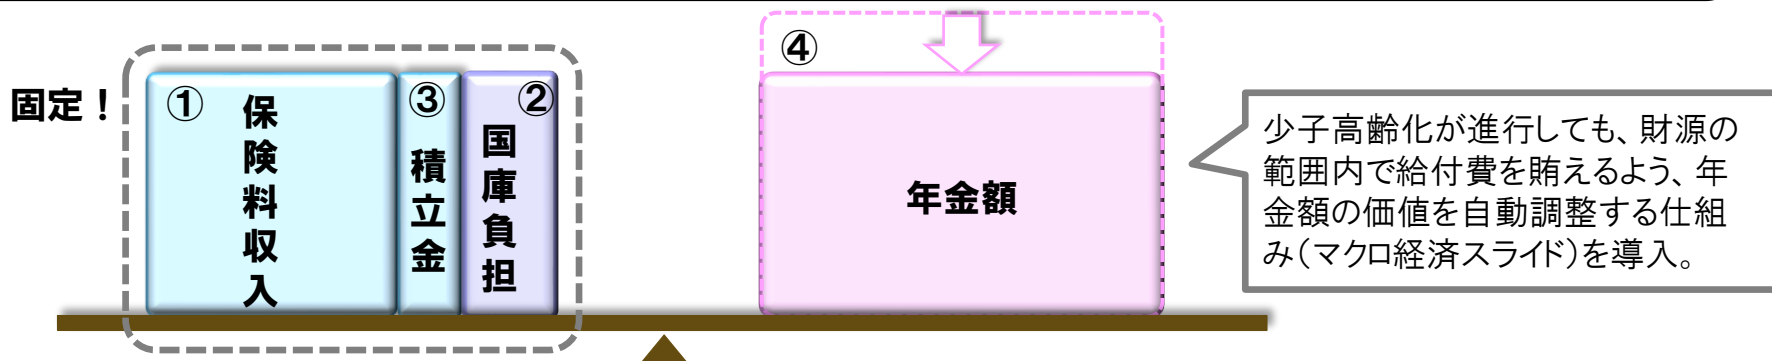 固定！
①
保険料収入
③
積立金
②
国庫負担
④
年金額
少子高齢化が進行しても、財源の
範囲内で給付費を賄えるよう、年
金額の価値を自動調整する仕組
み（マクロ経済スライド）を導入。